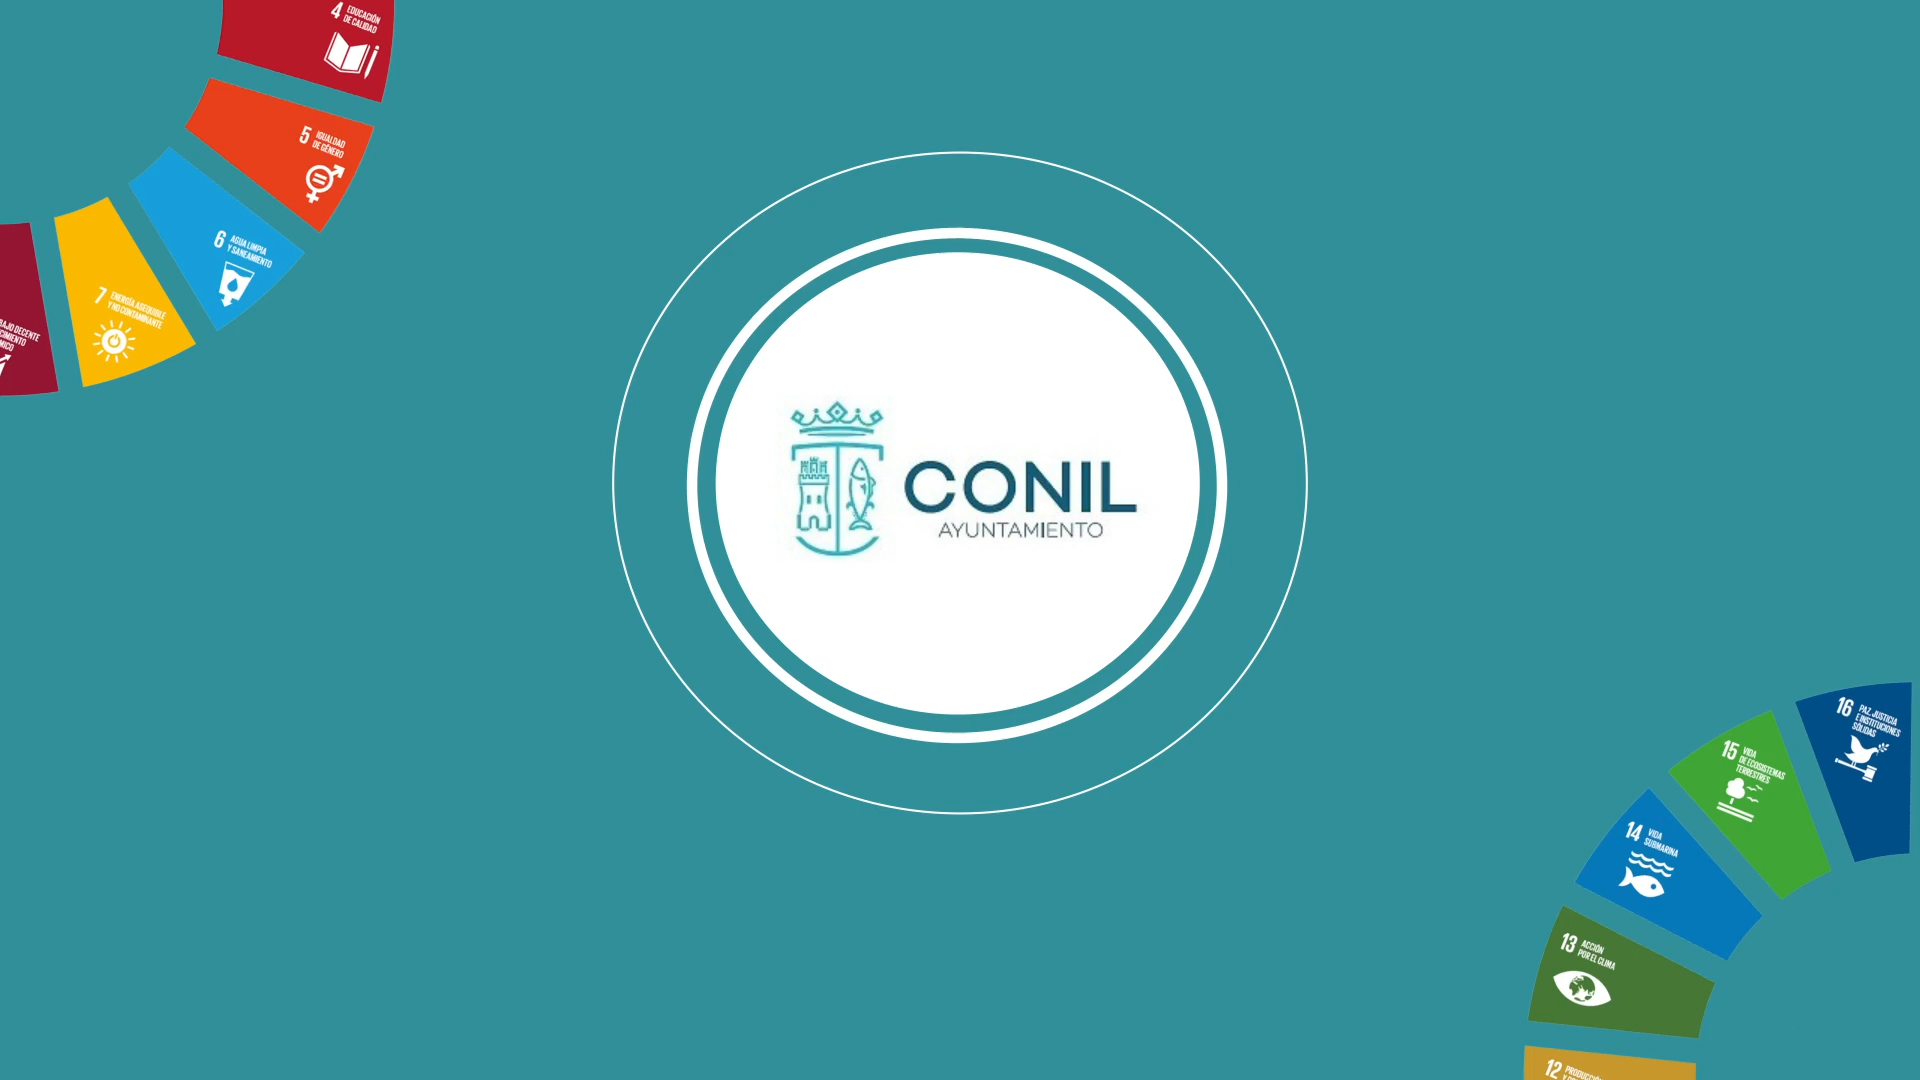 4 EDUCACIÓN
DE CALIDAD
5 IGUALDAD
DE GÉNERO
6 AGUA LIMPIA
Y SANEAMIENTO
7 ENERGÍA ASEQUIBLE
Y NO CONTAMINANTE
DECENTE
CONIL
AYUNTAMIENTO
16 PAZ, JUSTICIA
E INSTITUCIONES
SÓLIDAS
15 VIDA
DE ECOSISTEMAS
TERRESTRES
14 VIDA
SUBMARINA
13 ACCIÓN
POR EL CLIMA
12